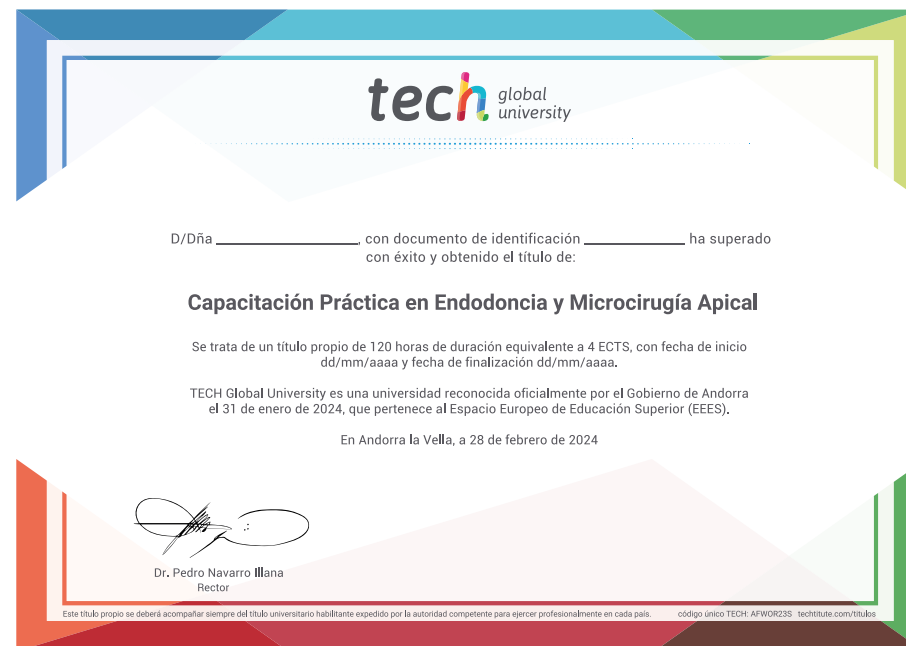 tech global university
D/Dña ______________________, con documento de identificación ______________ ha superado
con éxito y obtenido el título de:
Capacitación Práctica en Endodoncia y Microcirugía Apical
Se trata de un título propio de 120 horas de duración equivalente a 4 ECTS, con fecha de inicio
dd/mm/aaaa y fecha de finalización dd/mm/aaaa.
TECH Global University es una universidad reconocida oficialmente por el Gobierno de Andorra
el 31 de enero de 2024, que pertenece al Espacio Europeo de Educación Superior (EEES).
En Andorra la Vella, a 28 de febrero de 2024
Dr. Pedro Navarro Illana
Rector
Este título propio se deberá acompañar siempre del título universitario habilitante expedido por la autoridad competente para ejercer profesionalmente en cada país. código único TECH: AFWOR23S techtitute.com/titulos